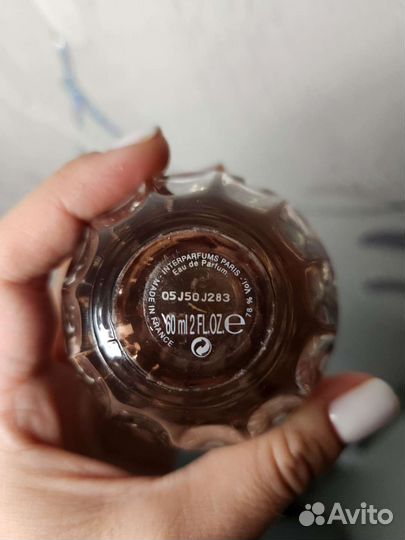 INTERPARFUMS PARIS - 78 % Vol. - MADE IN FRANCE
Eau de Parfum
05J50J283
60 ml 2 FL.OZ. e
Avito